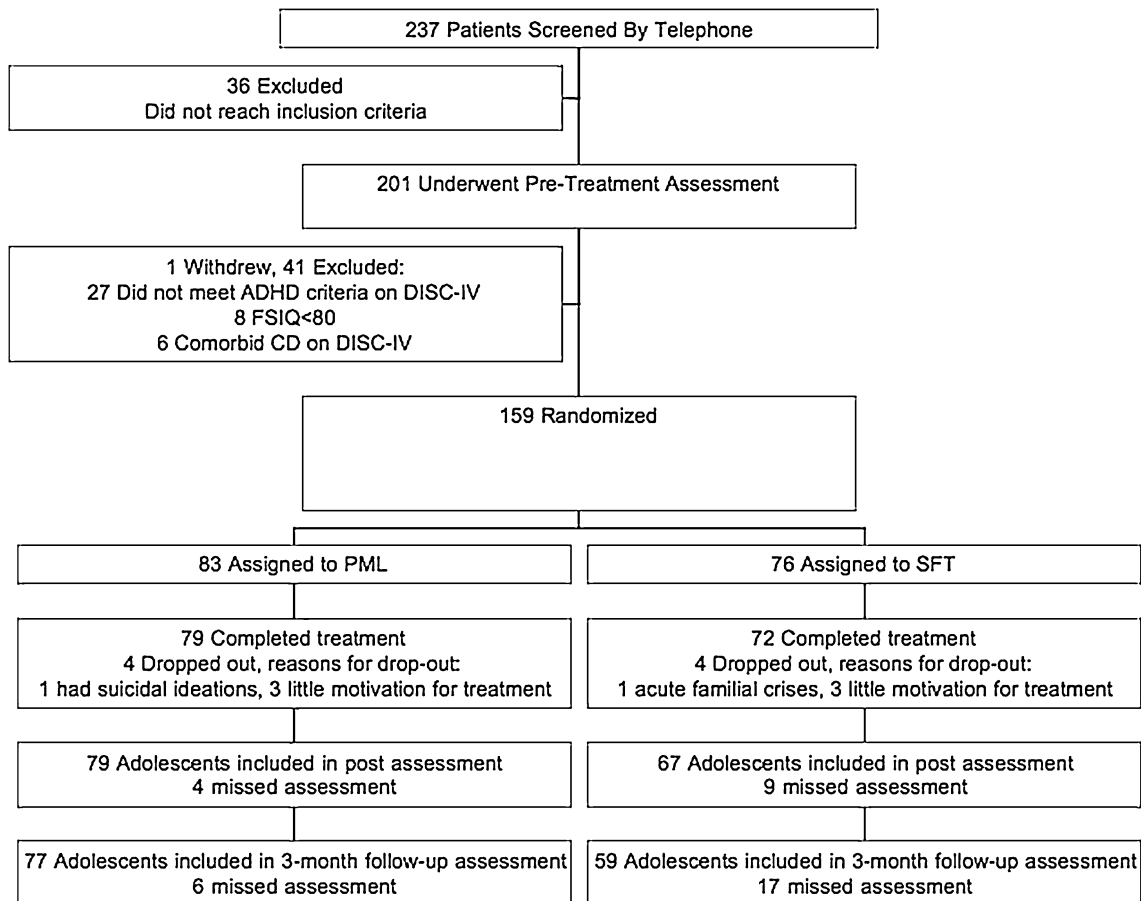 237 Patients Screened By Telephone
36 Excluded
Did not reach inclusion criteria
201 Underwent Pre-Treatment Assessment
1 Withdrew, 41 Excluded:
27 Did not meet ADHD criteria on DISC-IV
8 FSIQ<80
6 Comorbid CD on DISC-IV
159 Randomized
83 Assigned to PML
76 Assigned to SFT
79 Completed treatment
4 Dropped out, reasons for drop-out:
1 had suicidal ideations, 3 little motivation for treatment
72 Completed treatment
4 Dropped out, reasons for drop-out:
1 acute familial crises, 3 little motivation for treatment
79 Adolescents included in post assessment
4 missed assessment
67 Adolescents included in post assessment
9 missed assessment
77 Adolescents included in 3-month follow-up assessment
6 missed assessment
59 Adolescents included in 3-month follow-up assessment
17 missed assessment